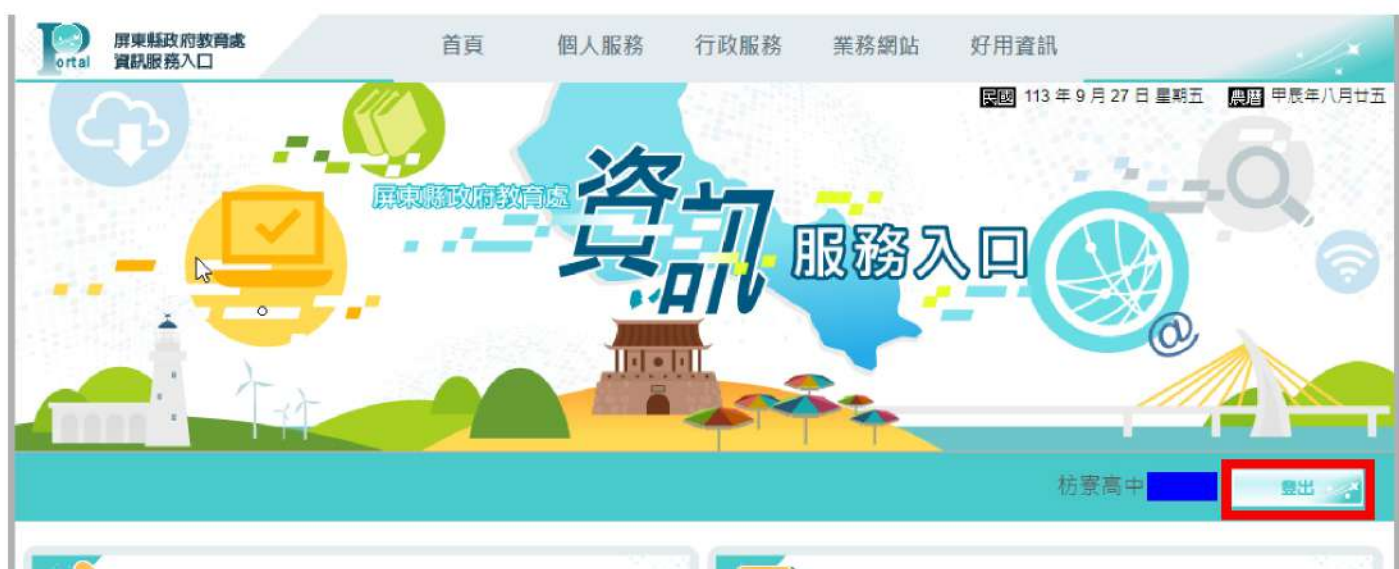 Portal
屏東縣政府教育處
資訊服務入口
首頁 個人服務 行政服務 業務網站 好用資訊
民國 113 年 9 月 27 日 星期五 農曆 甲辰年八月廿五
屏東縣政府教育處
資訊服務入口
@
枋寮高中
登出